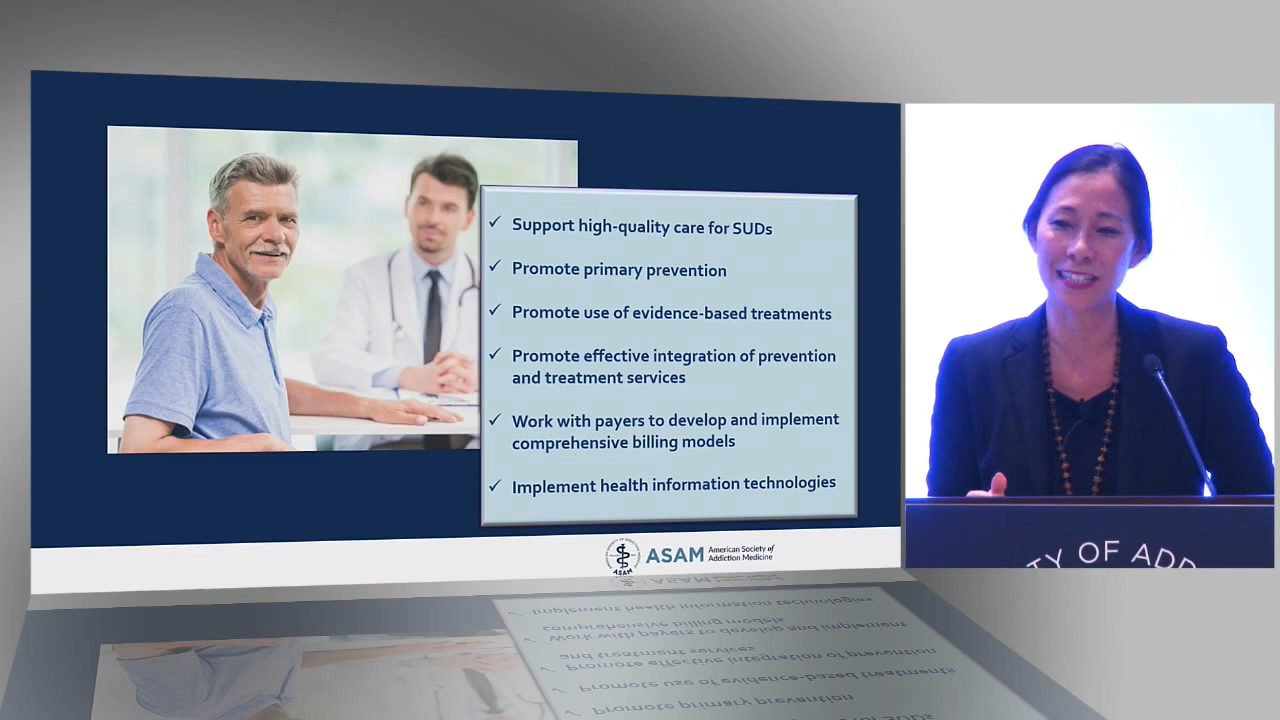 Support high-quality care for SUDs
Promote primary prevention
Promote use of evidence-based treatments
Promote effective integration of prevention
and treatment services
Work with payers to develop and implement
comprehensive billing models
Implement health information technologies
ASAM
ASAM American Society of
Addiction Medicine
TY OF ADD